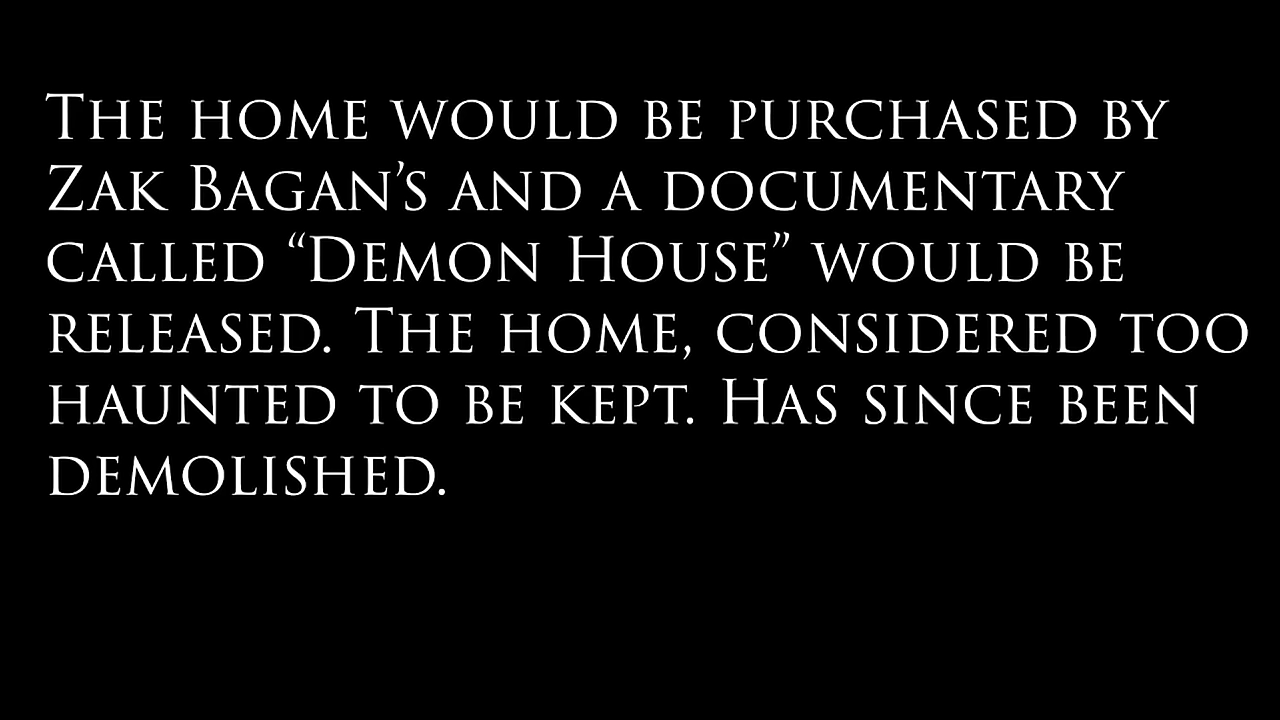 The home would be purchased by
Zak Bagan’s and a documentary
called “Demon House” would be
released. The home, considered too
haunted to be kept. Has since been
demolished.